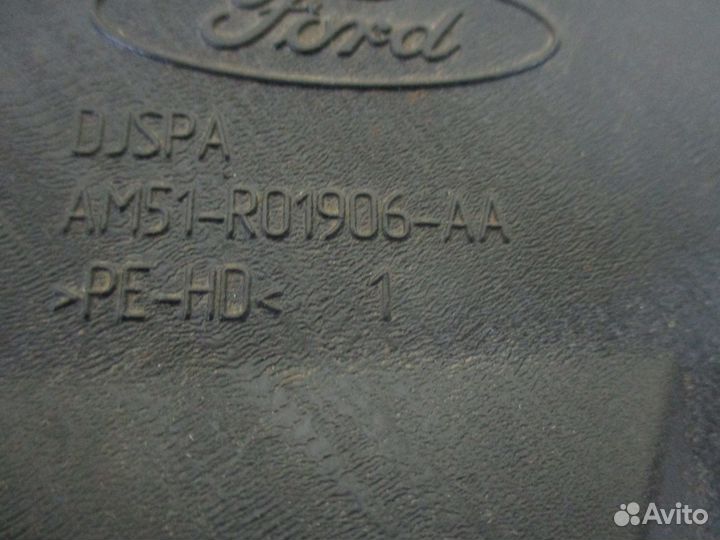 Ford
DJSPA
AM51-R01906-AA
>PE-HD< 1
Avito